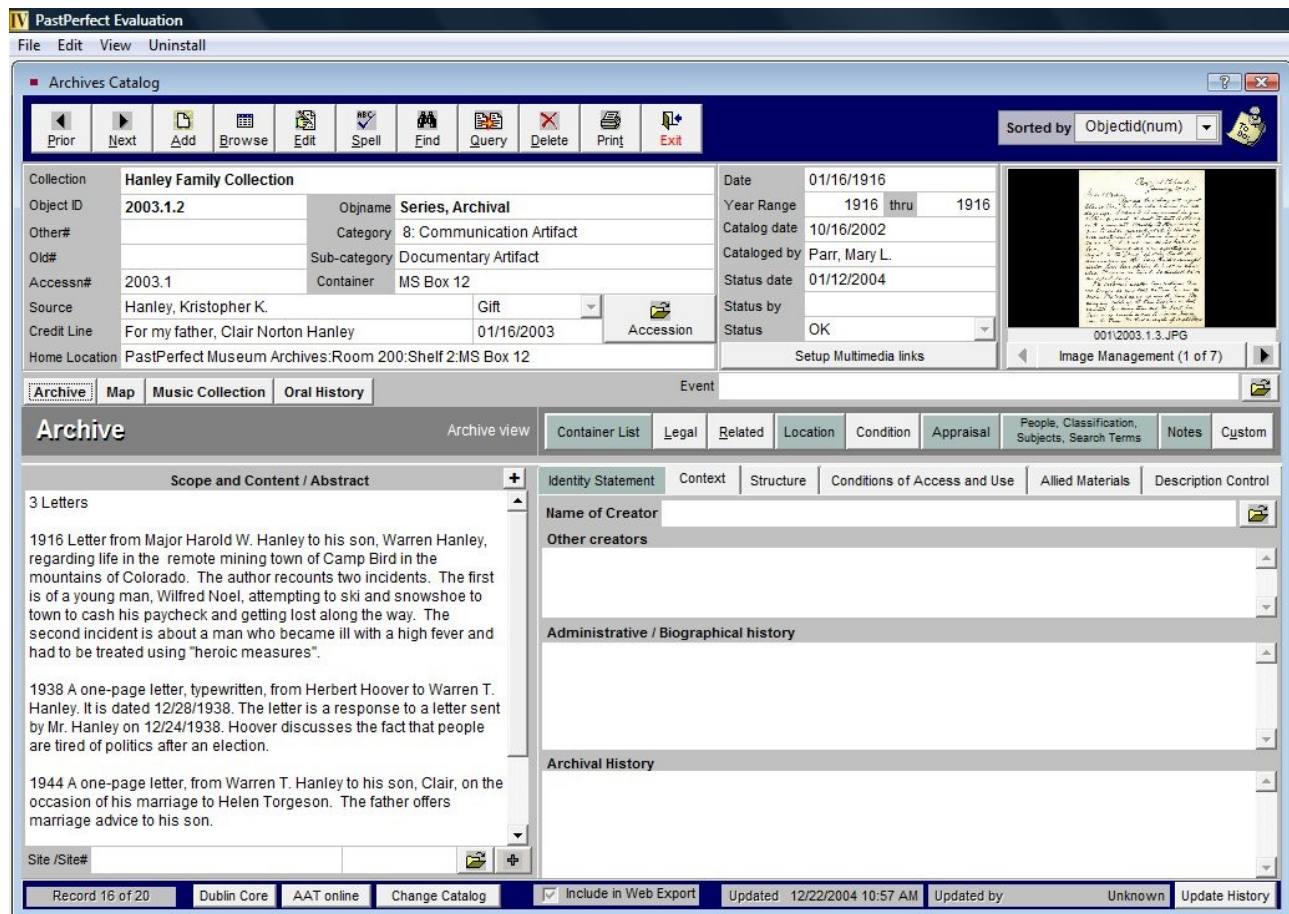 PastPerfect Evaluation
File Edit View Uninstall
Archives Catalog
Prior Next Add Browse Edit Spell Find Query Delete Print Exit
Sorted by Objectid(num)
Collection Hanley Family Collection
Object ID 2003.1.2 Objname Series, Archival
Other# Category 8: Communication Artifact
Old# Sub-category Documentary Artifact
Accessn# 2003.1 Container MS Box 12
Source Hanley, Kristopher K. Gift
Credit Line For my father, Clair Norton Hanley 01/16/2003 Accession
Home Location PastPerfect Museum Archives:Room 200:Shelf 2:MS Box 12
Date 01/16/1916
Year Range 1916 thru 1916
Catalog date 10/16/2002
Cataloged by Parr, Mary L.
Status date 01/12/2004
Status by
Status OK
Setup Multimedia links
001\2003.1.3.JPG
Image Management (1 of 7)
Archive Map Music Collection Oral History Event
Archive Archive view
Container List Legal Related Location Condition Appraisal People, Classification, Subjects, Search Terms Notes Custom
Scope and Content / Abstract
3 Letters
1916 Letter from Major Harold W. Hanley to his son, Warren Hanley,
regarding life in the remote mining town of Camp Bird in the
mountains of Colorado. The author recounts two incidents. The first
is of a young man, Wilfred Noel, attempting to ski and snowshoe to
town to cash his paycheck and getting lost along the way. The
second incident is about a man who became ill with a high fever and
had to be treated using "heroic measures".
1938 A one-page letter, typewritten, from Herbert Hoover to Warren T.
Hanley. It is dated 12/28/1938. The letter is a response to a letter sent
by Mr. Hanley on 12/24/1938. Hoover discusses the fact that people
are tired of politics after an election.
1944 A one-page letter, from Warren T. Hanley to his son, Clair, on the
occasion of his marriage to Helen Torgeson. The father offers
marriage advice to his son.
Site /Site#
Identity Statement Context Structure Conditions of Access and Use Allied Materials Description Control
Name of Creator
Other creators
Administrative / Biographical history
Archival History
Record 16 of 20 Dublin Core AAT online Change Catalog Include in Web Export Updated 12/22/2004 10:57 AM Updated by Unknown Update History